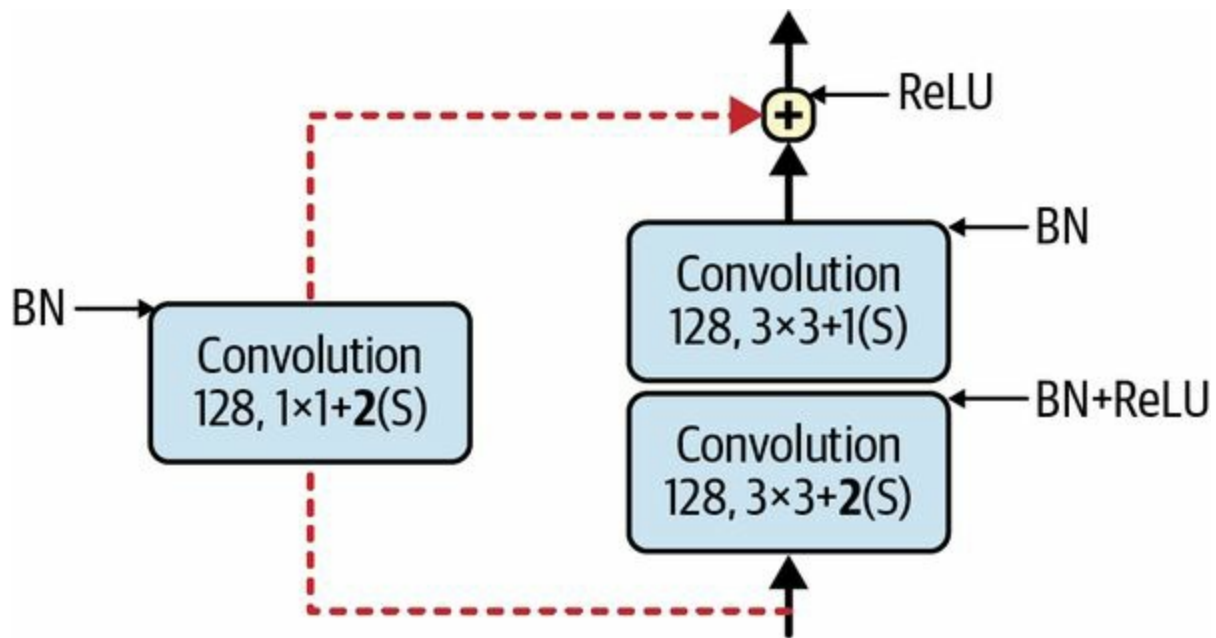 +
ReLU
BN
Convolution
128, 3×3+1(S)
BN
Convolution
128, 1×1+2(S)
BN+ReLU
Convolution
128, 3×3+2(S)